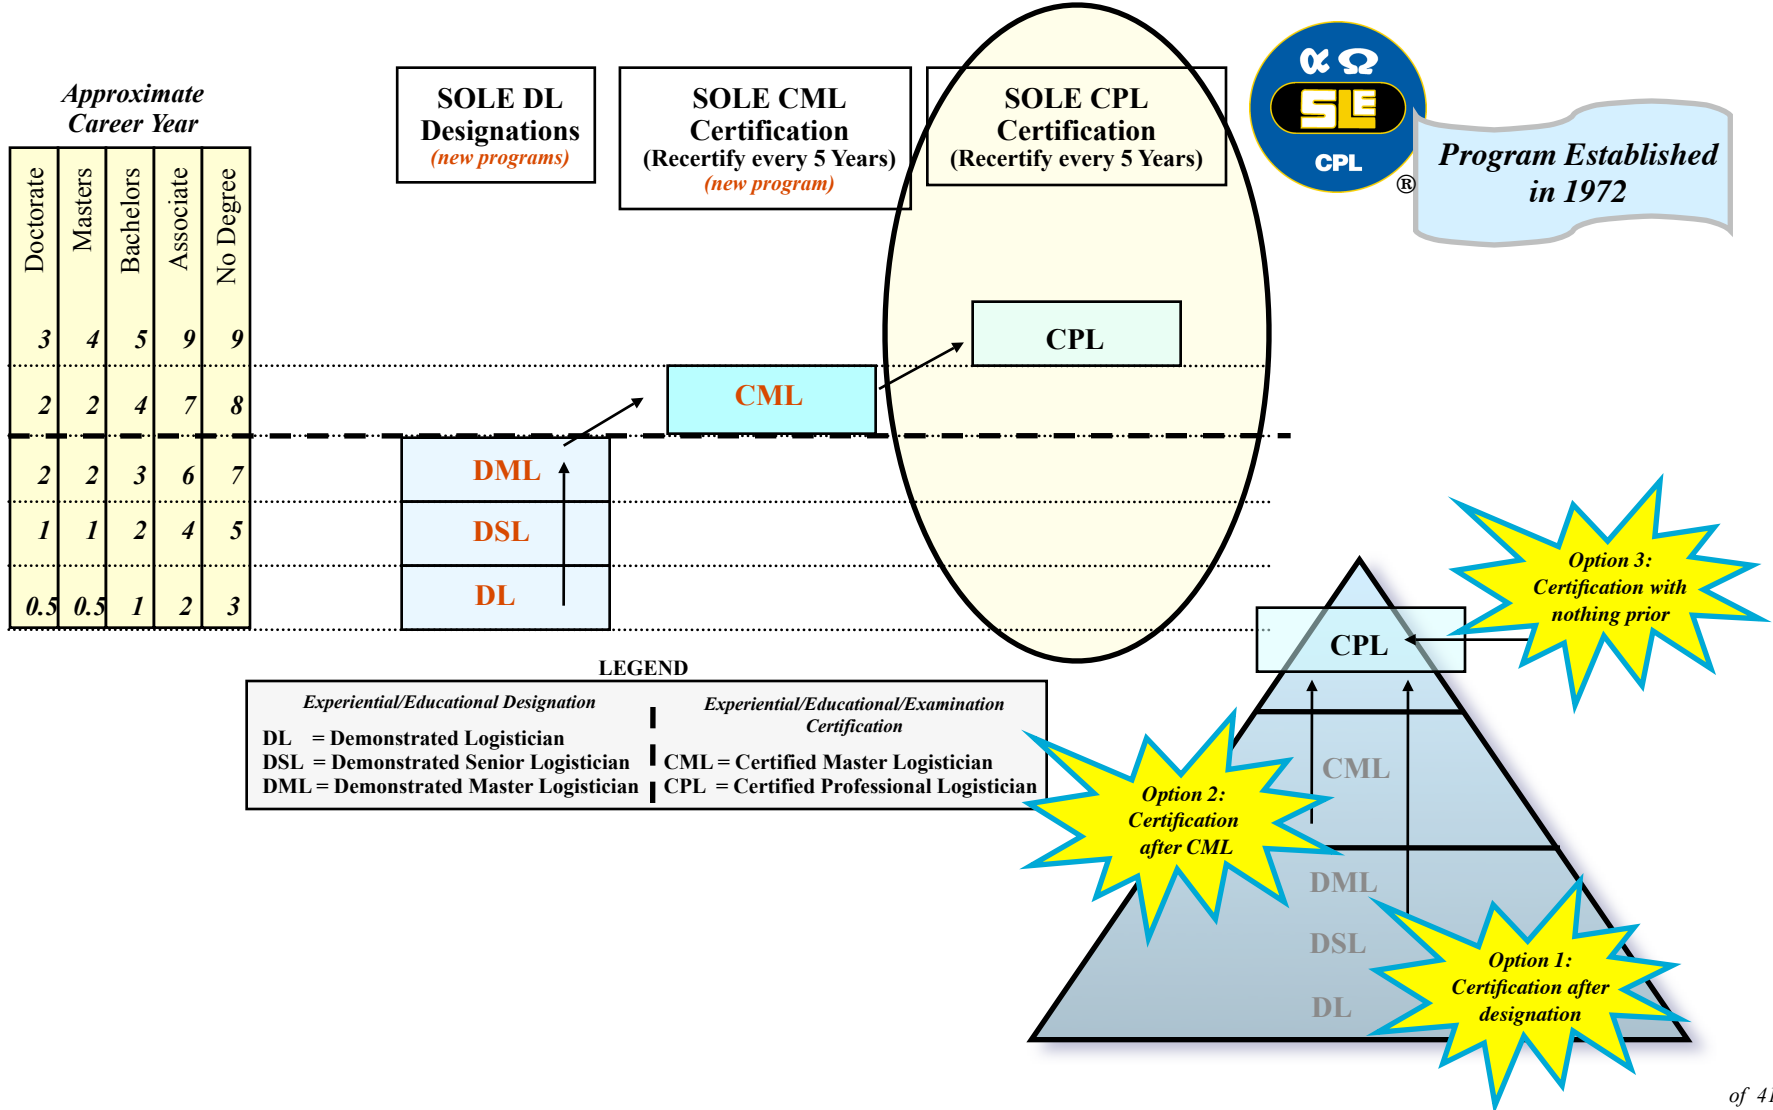 Approximate
Career Year
Doctorate
Masters
Bachelors
Associate
No Degree
3 4 5 9 9
2 2 4 7 8
2 2 3 6 7
1 1 2 4 5
0.5 0.5 1 2 3
SOLE DL
Designations
(new programs)
SOLE CML
Certification
(Recertify every 5 Years)
(new program)
SOLE CPL
Certification
(Recertify every 5 Years)
α Ω
SLE
CPL
®
Program Established
in 1972
CPL
CML
DML
DSL
DL
LEGEND
Experiential/Educational Designation
DL = Demonstrated Logistician
DSL = Demonstrated Senior Logistician
DML = Demonstrated Master Logistician
Experiential/Educational/Examination
Certification
CML = Certified Master Logistician
CPL = Certified Professional Logistician
Option 3:
Certification with
nothing prior
CPL
CML
Option 2:
Certification
after CML
DML
DSL
DL
Option 1:
Certification after
designation
of 41